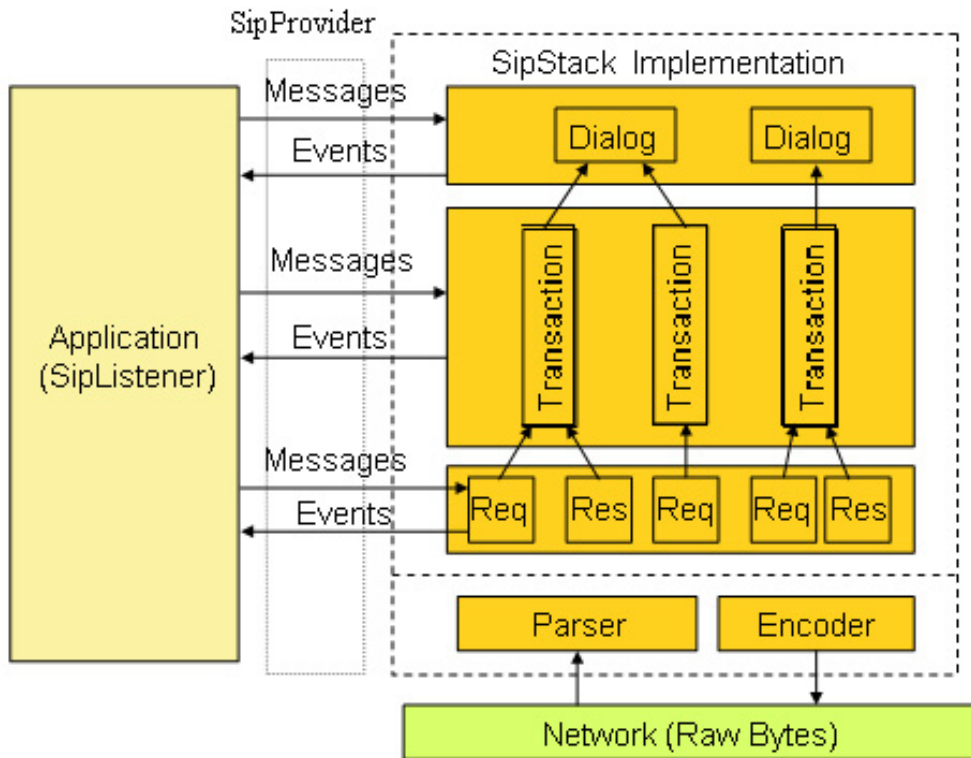 SipProvider
SipStack Implementation
Messages
Events
Dialog
Dialog
Messages
Events
Transaction
Transaction
Transaction
Application
(SipListener)
Messages
Events
Req
Res
Req
Req
Res
Parser
Encoder
Network (Raw Bytes)